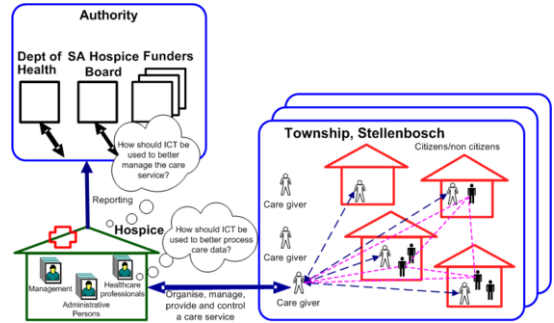 Authority
Dept of
Health
SA Hospice
Board
Funders
How should ICT be
used to better
manage the care
service?
Reporting
Hospice
How should ICT be
used to better process
care data?
Management
Administrative
Persons
Healthcare
professionals
Organise, manage,
provide and control
a care service
Township, Stellenbosch
Citizens/non citizens
Care giver
Care giver
Care giver